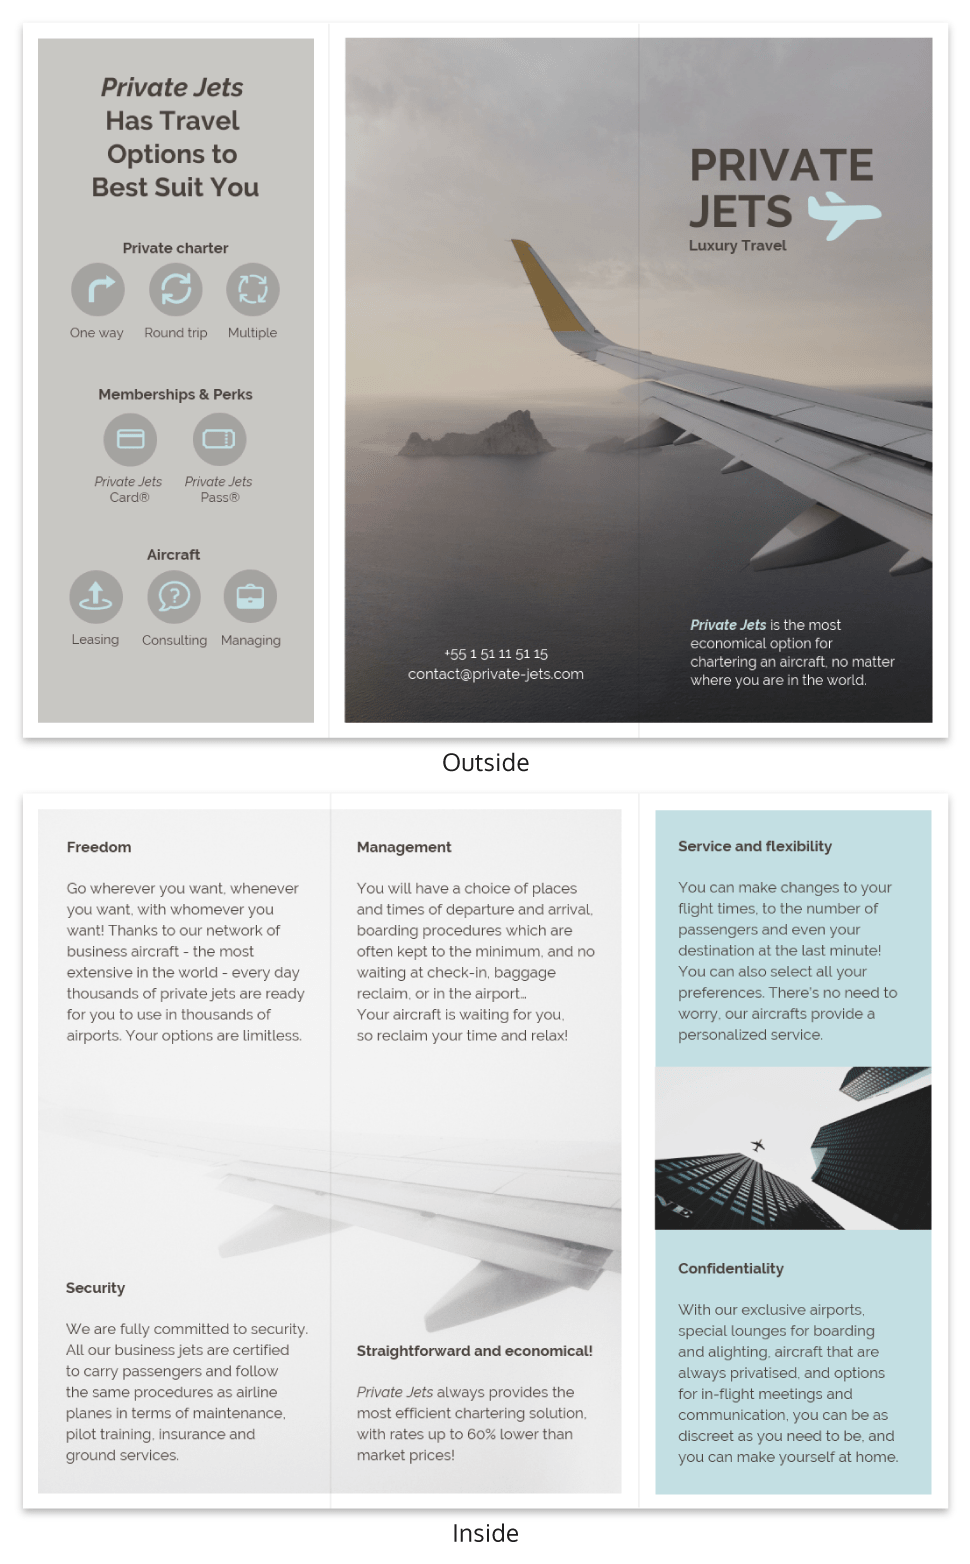 Private Jets
Has Travel
Options to
Best Suit You
Private charter
One way
Round trip
Multiple
Memberships & Perks
Private Jets
Card®
Private Jets
Pass®
Aircraft
Leasing
Consulting
Managing
+55 1 51 11 51 15
contact@private-jets.com
PRIVATE
JETS
Luxury Travel
Private Jets is the most
economical option for
chartering an aircraft, no matter
where you are in the world.
Outside
Freedom
Go wherever you want, whenever
you want, with whomever you
want! Thanks to our network of
business aircraft - the most
extensive in the world - every day
thousands of private jets are ready
for you to use in thousands of
airports. Your options are limitless.
Security
We are fully committed to security.
All our business jets are certified
to carry passengers and follow
the same procedures as airline
planes in terms of maintenance,
pilot training, insurance and
ground services.
Management
You will have a choice of places
and times of departure and arrival,
boarding procedures which are
often kept to the minimum, and no
waiting at check-in, baggage
reclaim, or in the airport...
Your aircraft is waiting for you,
so reclaim your time and relax!
Straightforward and economical!
Private Jets always provides the
most efficient chartering solution,
with rates up to 60% lower than
market prices!
Service and flexibility
You can make changes to your
flight times, to the number of
passengers and even your
destination at the last minute!
You can also select all your
preferences. There's no need to
worry, our aircrafts provide a
personalized service.
NE
Confidentiality
With our exclusive airports,
special lounges for boarding
and alighting, aircraft that are
always privatised, and options
for in-flight meetings and
communication, you can be as
discreet as you need to be, and
you can make yourself at home.
Inside